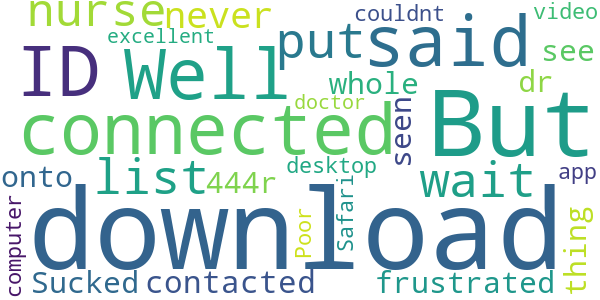 nurse never couldnt video
excellent
ID Well put said see
whole dr
connected doctor seen But
onto list 444r desktop wait app
computer download Poor Safari thing
Sucked contacted frustrated